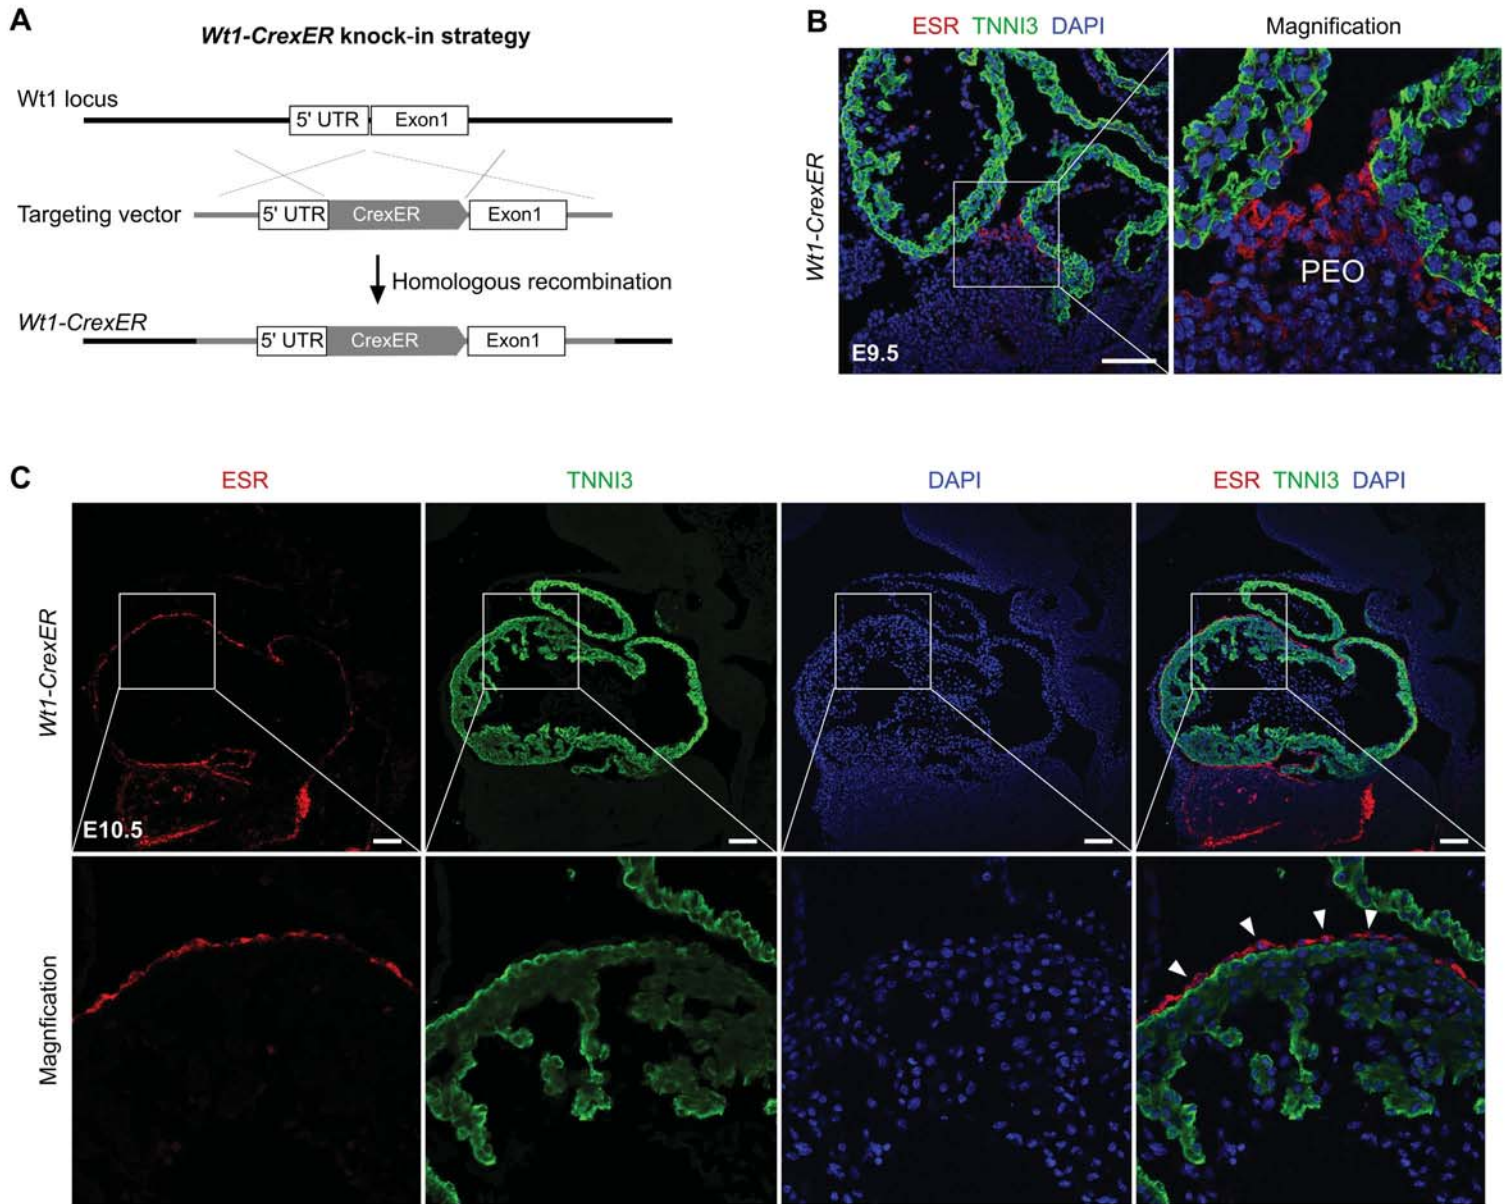 A
Wt1-CrexER knock-in strategy
Wt1 locus
5' UTR Exon1
Targeting vector
5' UTR CrexER Exon1
Homologous recombination
Wt1-CrexER
5' UTR CrexER Exon1
B
ESR TNNI3 DAPI
Magnification
Wt1-CrexER
E9.5
PEO
C
ESR
TNNI3
DAPI
ESR TNNI3 DAPI
Wt1-CrexER
E10.5
Magnfication